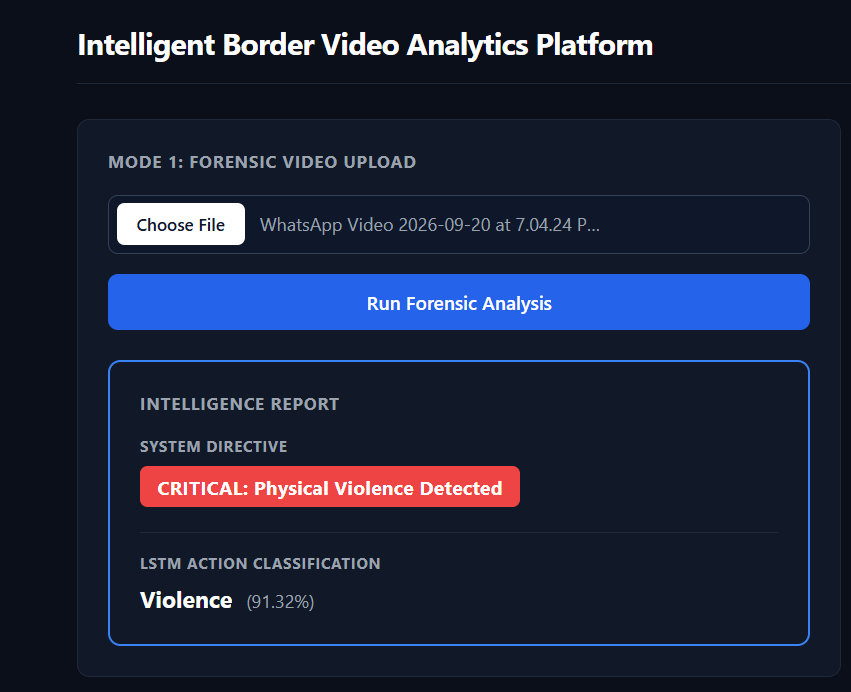 Intelligent Border Video Analytics Platform
MODE 1: FORENSIC VIDEO UPLOAD
Choose File WhatsApp Video 2026-09-20 at 7.04.24 P...
Run Forensic Analysis
INTELLIGENCE REPORT
SYSTEM DIRECTIVE
CRITICAL: Physical Violence Detected
LSTM ACTION CLASSIFICATION
Violence (91.32%)